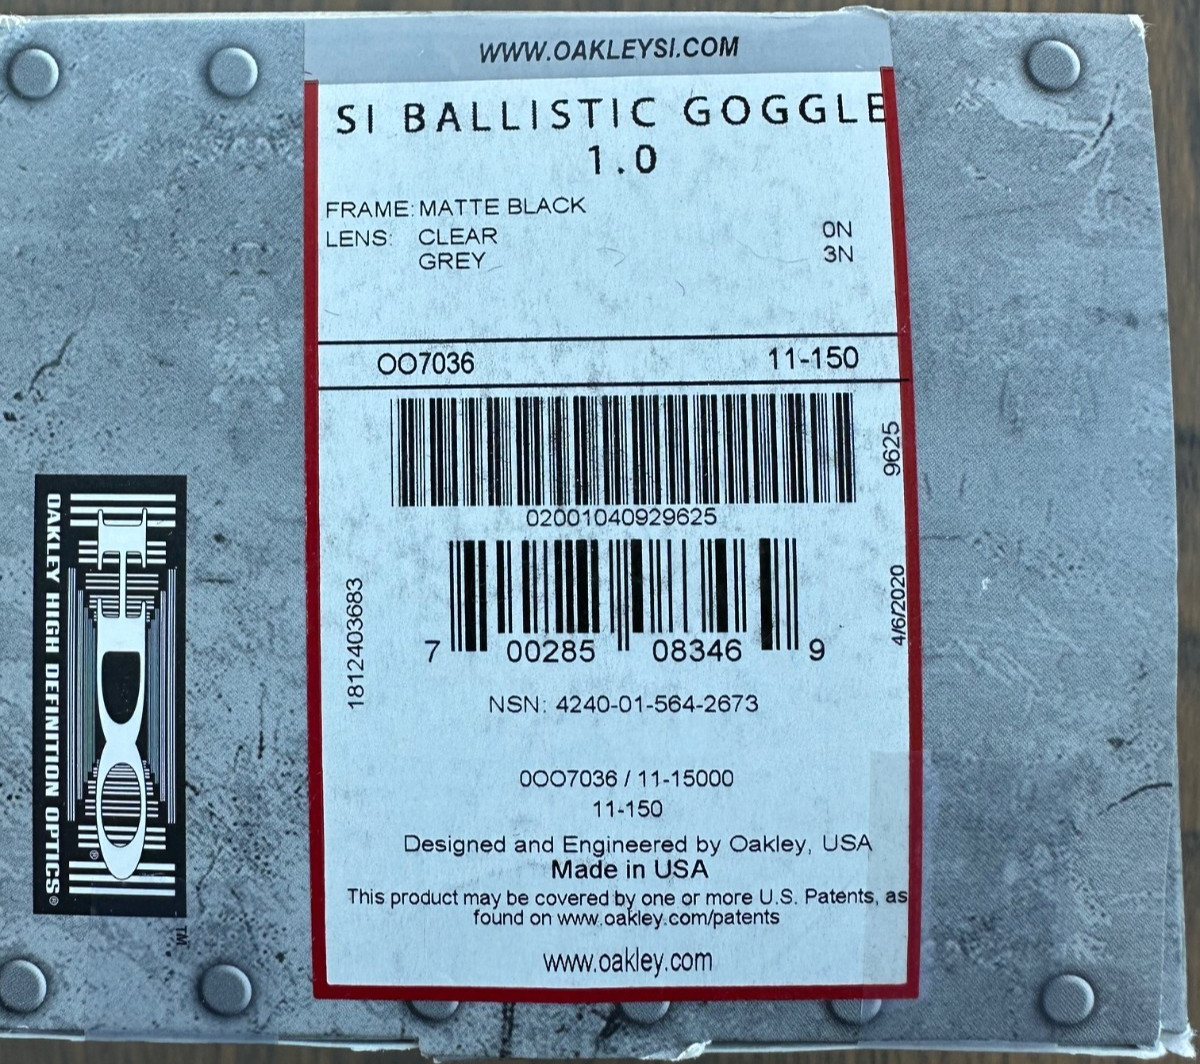 WWW.OAKLEYSI.COM
SI BALLISTIC GOGGLE
1.0
FRAME: MATTE BLACK
LENS: CLEAR 0N
GREY 3N
OO7036 11-150
9625
02001040929625
1812403683
4/6/2020
7 00285 08346 9
NSN: 4240-01-564-2673
0OO7036 / 11-15000
11-150
Designed and Engineered by Oakley, USA
Made in USA
This product may be covered by one or more U.S. Patents, as
found on www.oakley.com/patents
www.oakley.com
HDO
®
OAKLEY HIGH DEFINITION OPTICS®
TM